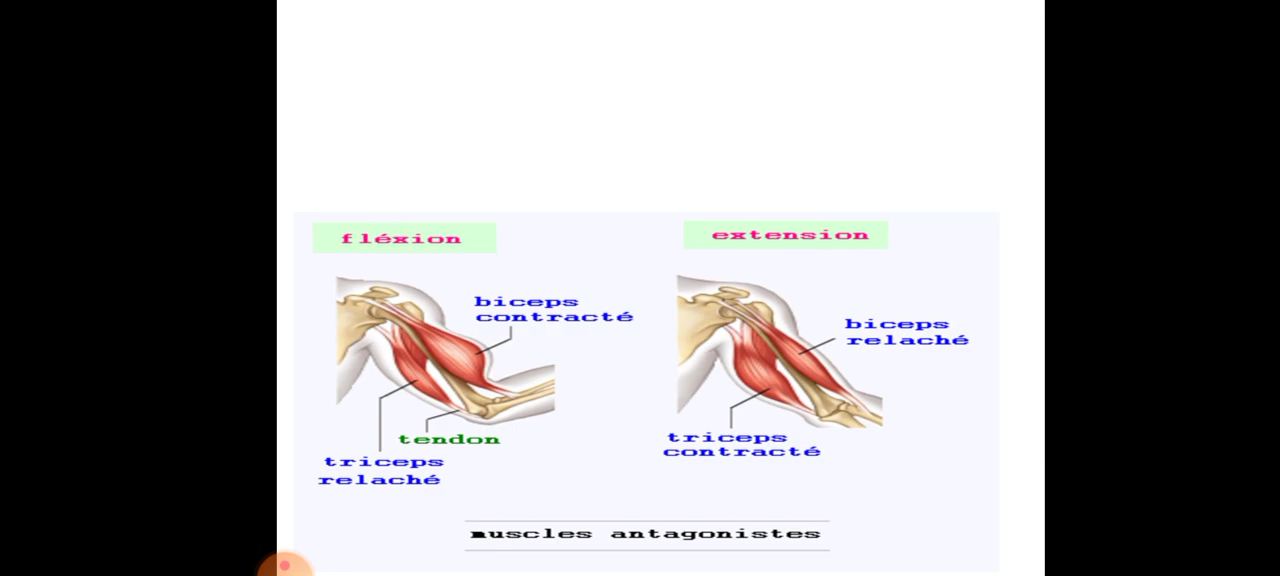 fléxion
extension
biceps
contracté
biceps
relaché
tendon
triceps
relaché
triceps
contracté
muscles antagonistes